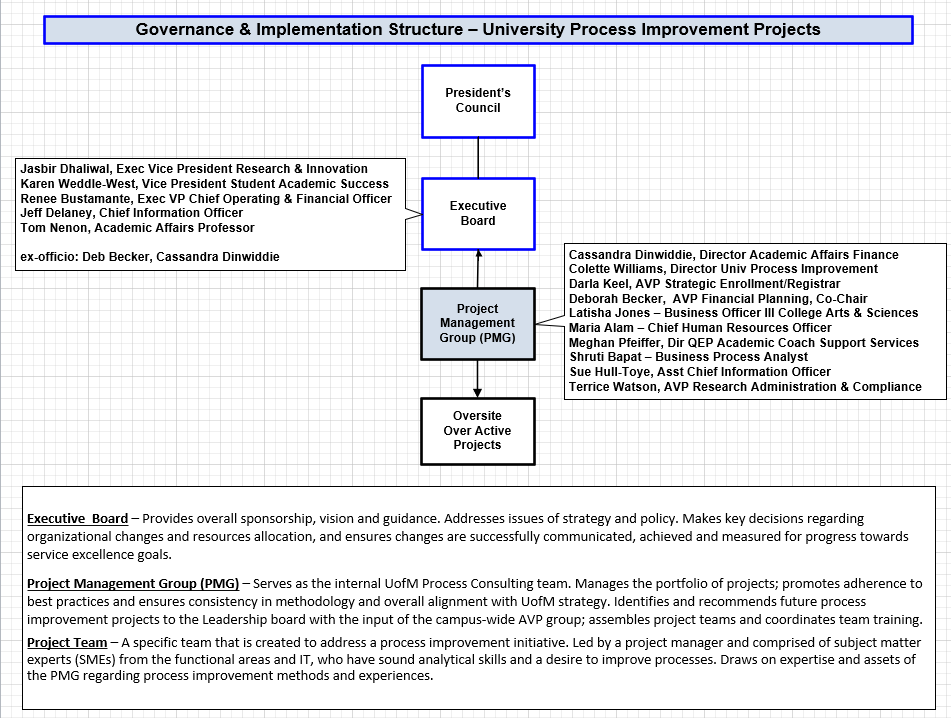 Governance & Implementation Structure – University Process Improvement Projects
President's
Council
Jasbir Dhaliwal, Exec Vice President Research & Innovation
Karen Weddle-West, Vice President Student Academic Success
Renee Bustamante, Exec VP Chief Operating & Financial Officer
Jeff Delaney, Chief Information Officer
Tom Nenon, Academic Affairs Professor
ex-officio: Deb Becker, Cassandra Dinwiddie
Executive
Board
Cassandra Dinwiddie, Director Academic Affairs Finance
Colette Williams, Director Univ Process Improvement
Darla Keel, AVP Strategic Enrollment/Registrar
Deborah Becker, AVP Financial Planning, Co-Chair
Latisha Jones – Business Officer III College Arts & Sciences
Maria Alam – Chief Human Resources Officer
Meghan Pfeiffer, Dir QEP Academic Coach Support Services
Shruti Bapat – Business Process Analyst
Sue Hull-Toye, Asst Chief Information Officer
Terrice Watson, AVP Research Administration & Compliance
Project
Management
Group (PMG)
Oversite
Over Active
Projects
Executive Board – Provides overall sponsorship, vision and guidance. Addresses issues of strategy and policy. Makes key decisions regarding
organizational changes and resources allocation, and ensures changes are successfully communicated, achieved and measured for progress towards
service excellence goals.
Project Management Group (PMG) – Serves as the internal UofM Process Consulting team. Manages the portfolio of projects; promotes adherence to
best practices and ensures consistency in methodology and overall alignment with UofM strategy. Identifies and recommends future process
improvement projects to the Leadership board with the input of the campus-wide AVP group; assembles project teams and coordinates team training.
Project Team – A specific team that is created to address a process improvement initiative. Led by a project manager and comprised of subject matter
experts (SMEs) from the functional areas and IT, who have sound analytical skills and a desire to improve processes. Draws on expertise and assets of
the PMG regarding process improvement methods and experiences.